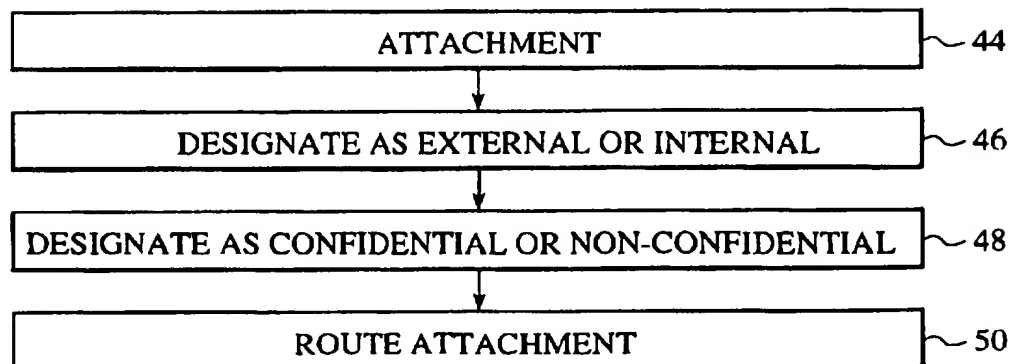 ATTACHMENT 44
DESIGNATE AS EXTERNAL OR INTERNAL 46
DESIGNATE AS CONFIDENTIAL OR NON-CONFIDENTIAL 48
ROUTE ATTACHMENT 50